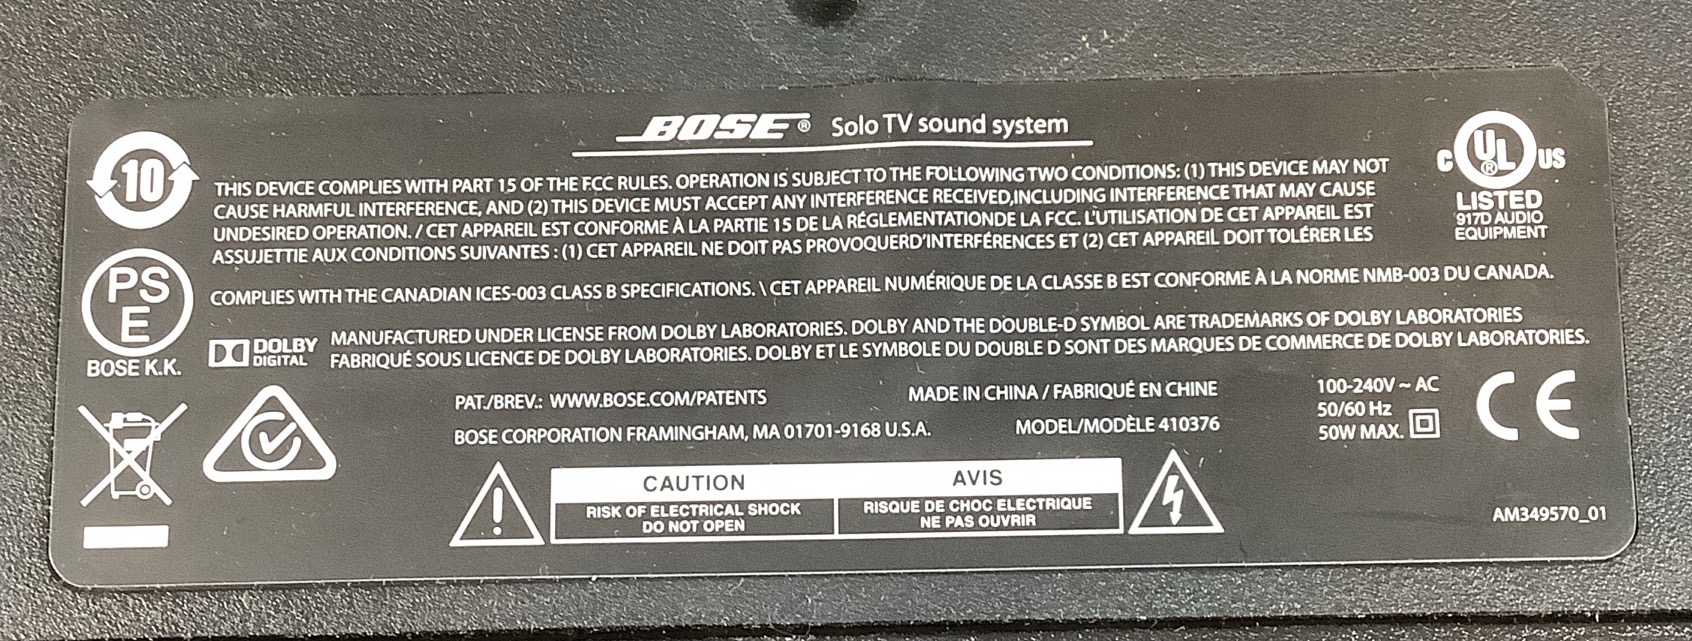 BOSE® Solo TV sound system
10
THIS DEVICE COMPLIES WITH PART 15 OF THE FCC RULES. OPERATION IS SUBJECT TO THE FOLLOWING TWO CONDITIONS: (1) THIS DEVICE MAY NOT
CAUSE HARMFUL INTERFERENCE, AND (2) THIS DEVICE MUST ACCEPT ANY INTERFERENCE RECEIVED,INCLUDING INTERFERENCE THAT MAY CAUSE
UNDESIRED OPERATION. / CET APPAREIL EST CONFORME À LA PARTIE 15 DE LA RÉGLEMENTATIONDE LA FCC. L'UTILISATION DE CET APPAREIL EST
ASSUJETTIE AUX CONDITIONS SUIVANTES : (1) CET APPAREIL NE DOIT PAS PROVOQUERD'INTERFÉRENCES ET (2) CET APPAREIL DOIT TOLÉRER LES
C UL® US
LISTED
917D AUDIO
EQUIPMENT
PS
E
BOSE K.K.
COMPLIES WITH THE CANADIAN ICES-003 CLASS B SPECIFICATIONS. \ CET APPAREIL NUMÉRIQUE DE LA CLASSE B EST CONFORME À LA NORME NMB-003 DU CANADA.
DOLBY
DIGITAL
MANUFACTURED UNDER LICENSE FROM DOLBY LABORATORIES. DOLBY AND THE DOUBLE-D SYMBOL ARE TRADEMARKS OF DOLBY LABORATORIES
FABRIQUÉ SOUS LICENCE DE DOLBY LABORATORIES. DOLBY ET LE SYMBOLE DU DOUBLE D SONT DES MARQUES DE COMMERCE DE DOLBY LABORATORIES.
PAT./BREV.: WWW.BOSE.COM/PATENTS
MADE IN CHINA / FABRIQUÉ EN CHINE
BOSE CORPORATION FRAMINGHAM, MA 01701-9168 U.S.A.
MODEL/MODÈLE 410376
100-240V ~ AC
50/60 Hz
50W MAX.
CE
CAUTION
RISK OF ELECTRICAL SHOCK
DO NOT OPEN
AVIS
RISQUE DE CHOC ELECTRIQUE
NE PAS OUVRIR
AM349570_01